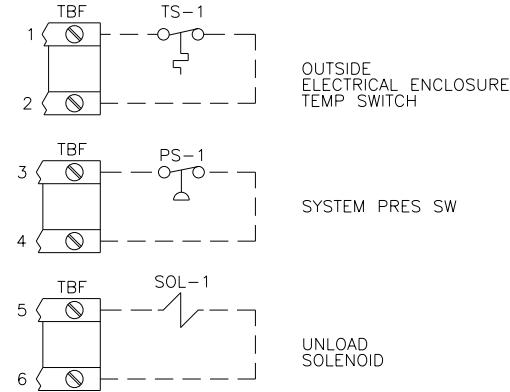 TBF TS-1
1
2
OUTSIDE
ELECTRICAL ENCLOSURE
TEMP SWITCH
TBF PS-1
3
4
SYSTEM PRES SW
TBF SOL-1
5
6
UNLOAD
SOLENOID